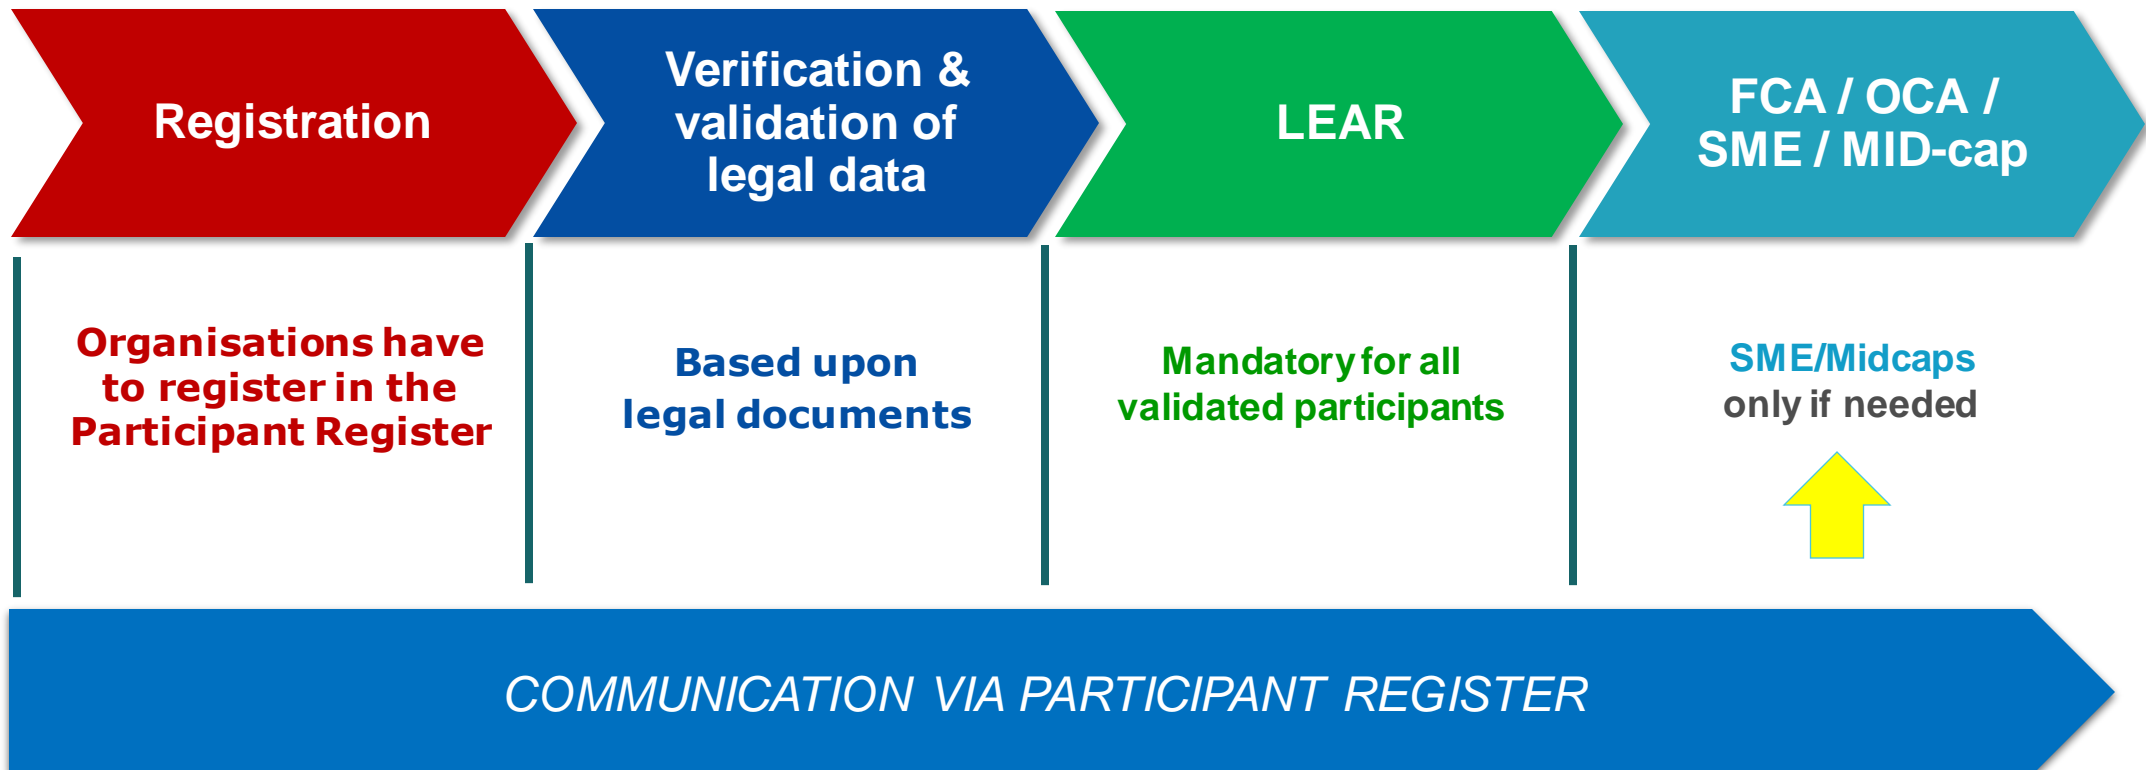 Registration
Verification &
validation of
legal data
LEAR
FCA / OCA /
SME / MID-cap
Organisations have
to register in the
Participant Register
Based upon
legal documents
Mandatory for all
validated participants
SME/Midcaps
only if needed
COMMUNICATION VIA PARTICIPANT REGISTER